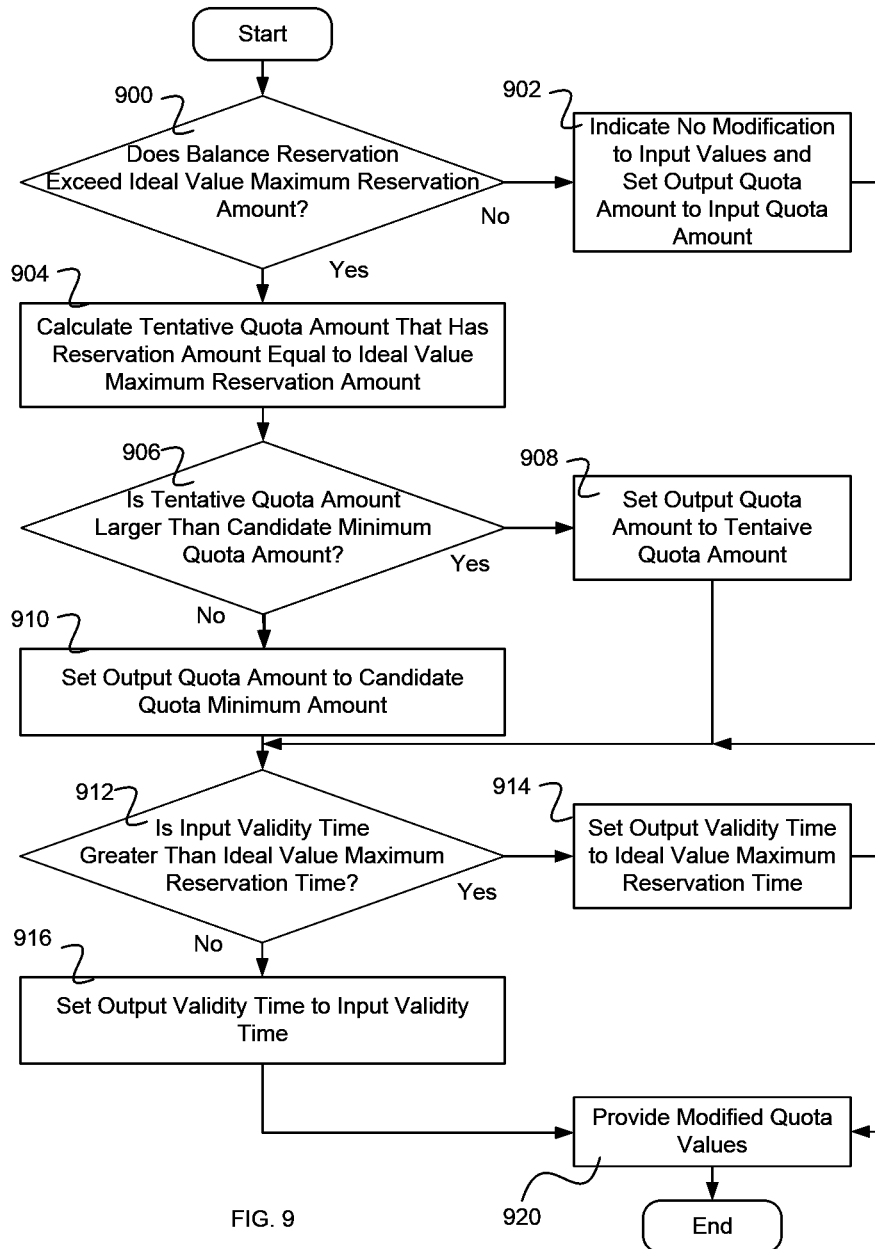 Start
900
Does Balance Reservation
Exceed Ideal Value Maximum Reservation
Amount?
No
Yes
902
Indicate No Modification
to Input Values and
Set Output Quota
Amount to Input Quota
Amount
904
Calculate Tentative Quota Amount That Has
Reservation Amount Equal to Ideal Value
Maximum Reservation Amount
906
Is Tentative Quota Amount
Larger Than Candidate Minimum
Quota Amount?
Yes
No
908
Set Output Quota
Amount to Tentaive
Quota Amount
910
Set Output Quota Amount to Candidate
Quota Minimum Amount
912
Is Input Validity Time
Greater Than Ideal Value Maximum
Reservation Time?
Yes
No
914
Set Output Validity Time
to Ideal Value Maximum
Reservation Time
916
Set Output Validity Time to Input Validity
Time
Provide Modified Quota
Values
920
End
FIG. 9